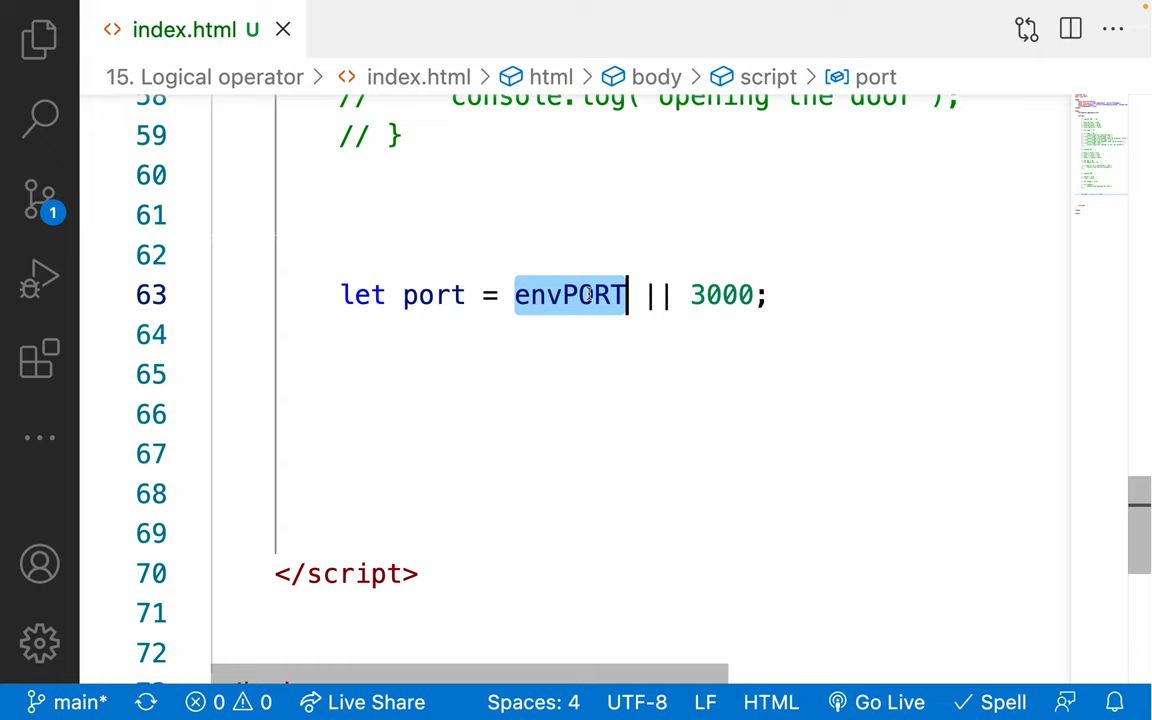 index.html U
15. Logical operator > index.html > html > body > script > port
58 // console.log("opening the door");
59 // }
60
61
62
63 let port = envPORT || 3000;
64
65
66
67
68
69
70 </script>
71
72
1
main* 0 0 Live Share Spaces: 4 UTF-8 LF HTML Go Live Spell